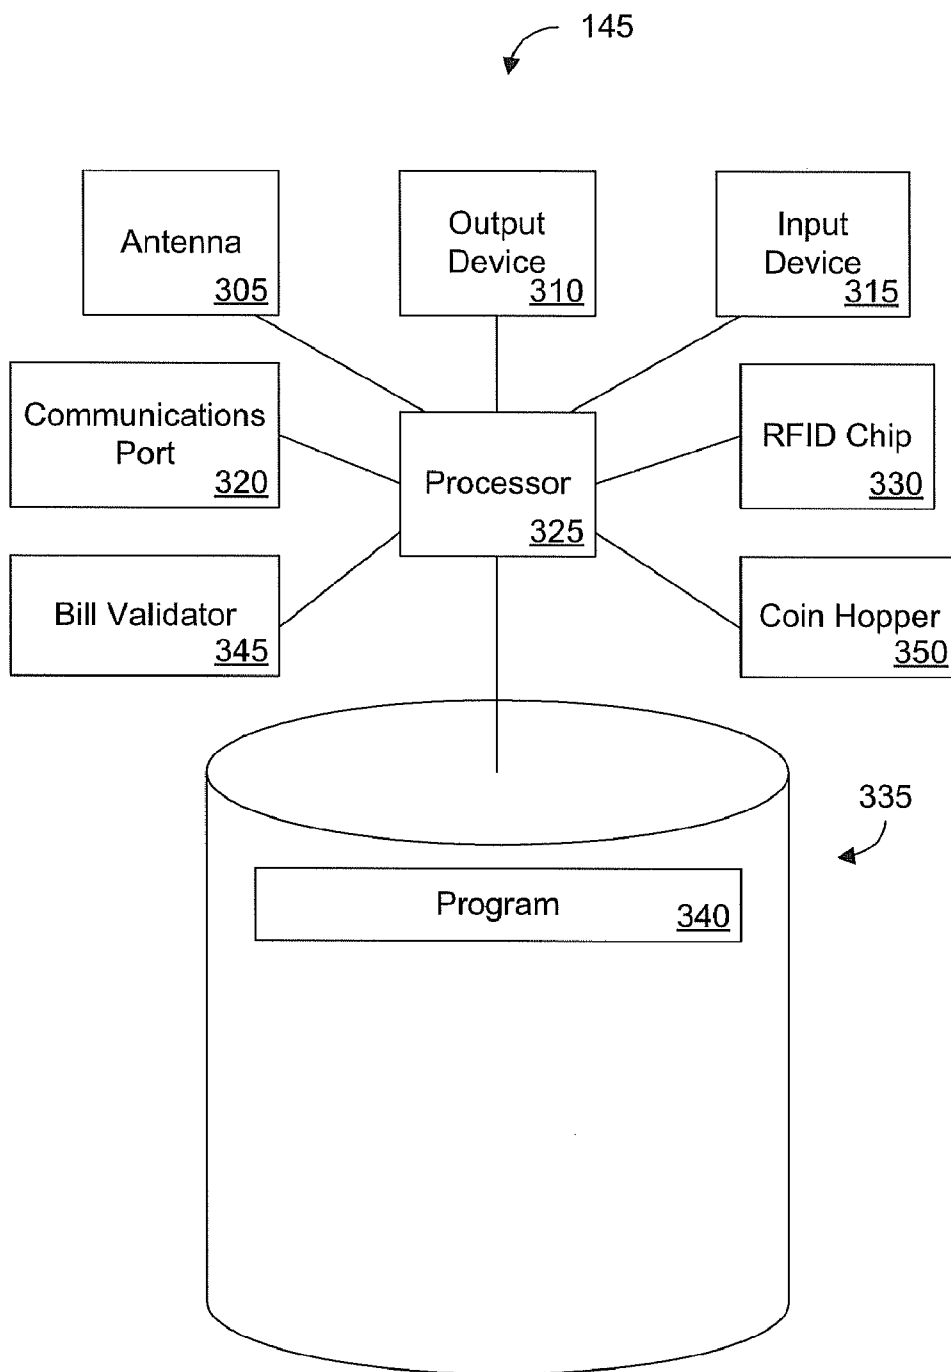 145
Antenna
305
Output
Device
310
Input
Device
315
Communications
Port
320
Processor
325
RFID Chip
330
Bill Validator
345
Coin Hopper
350
335
Program
340